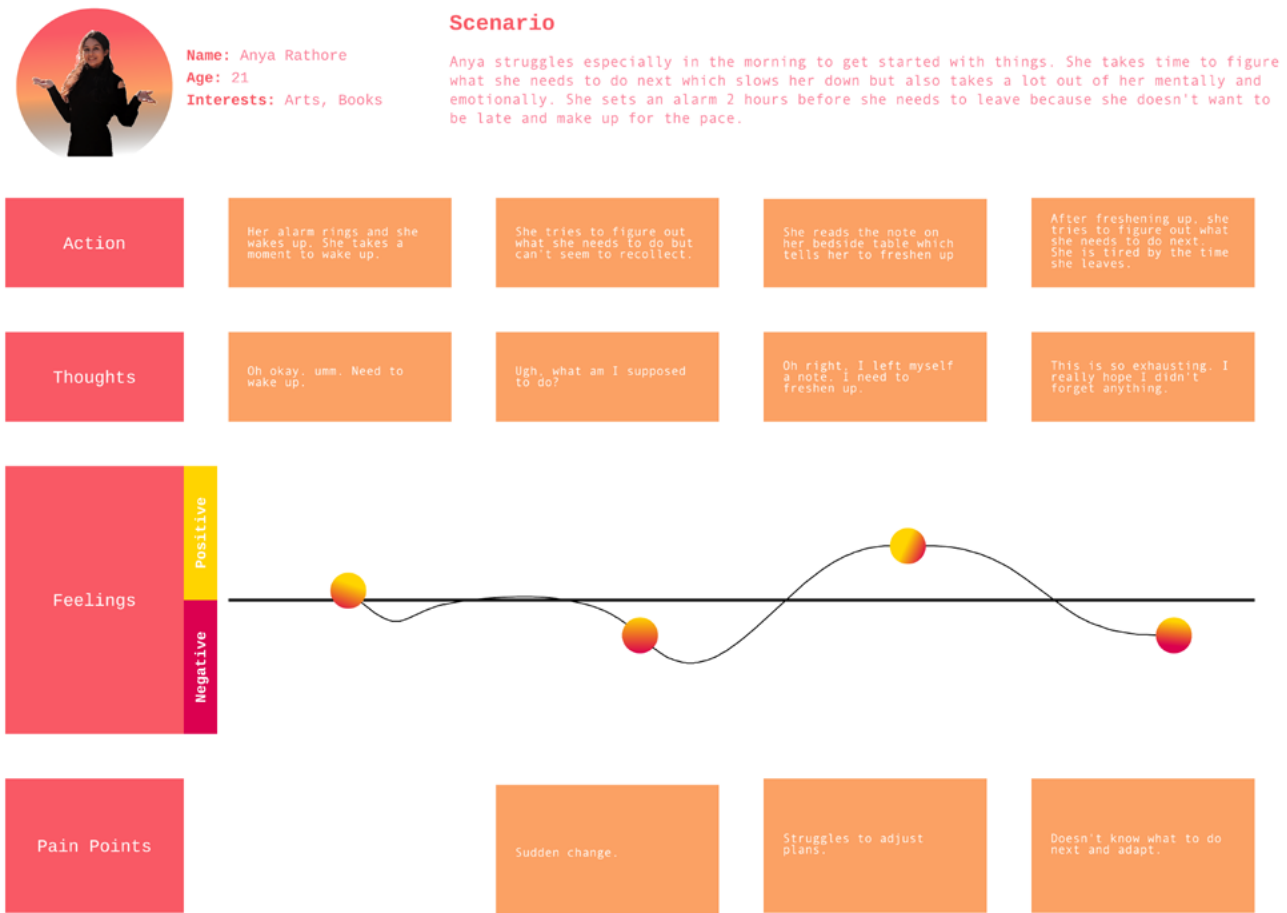 Scenario
Name: Anya Rathore
Age: 21
Interests: Arts, Books
Anya struggles especially in the morning to get started with things. She takes time to figure
what she needs to do next which slows her down but also takes a lot out of her mentally and
emotionally. She sets an alarm 2 hours before she needs to leave because she doesn't want to
be late and make up for the pace.
Action
Her alarm rings and she
wakes up. She takes a
moment to wake up.
She tries to figure out
what she needs to do but
can't seem to recollect.
She reads the note on
her bedside table which
tells her to freshen up
After freshening up, she
tries to figure out what
she needs to do next.
She is tired by the time
she leaves.
Thoughts
Oh okay, umm. Need to
wake up.
Ugh, what am I supposed
to do?
Oh right, I left myself
a note. I need to
freshen up.
This is so exhausting. I
really hope I didn't
forget anything.
Feelings
Positive
Negative
Pain Points
Sudden change.
Struggles to adjust
plans.
Doesn't know what to do
next and adapt.